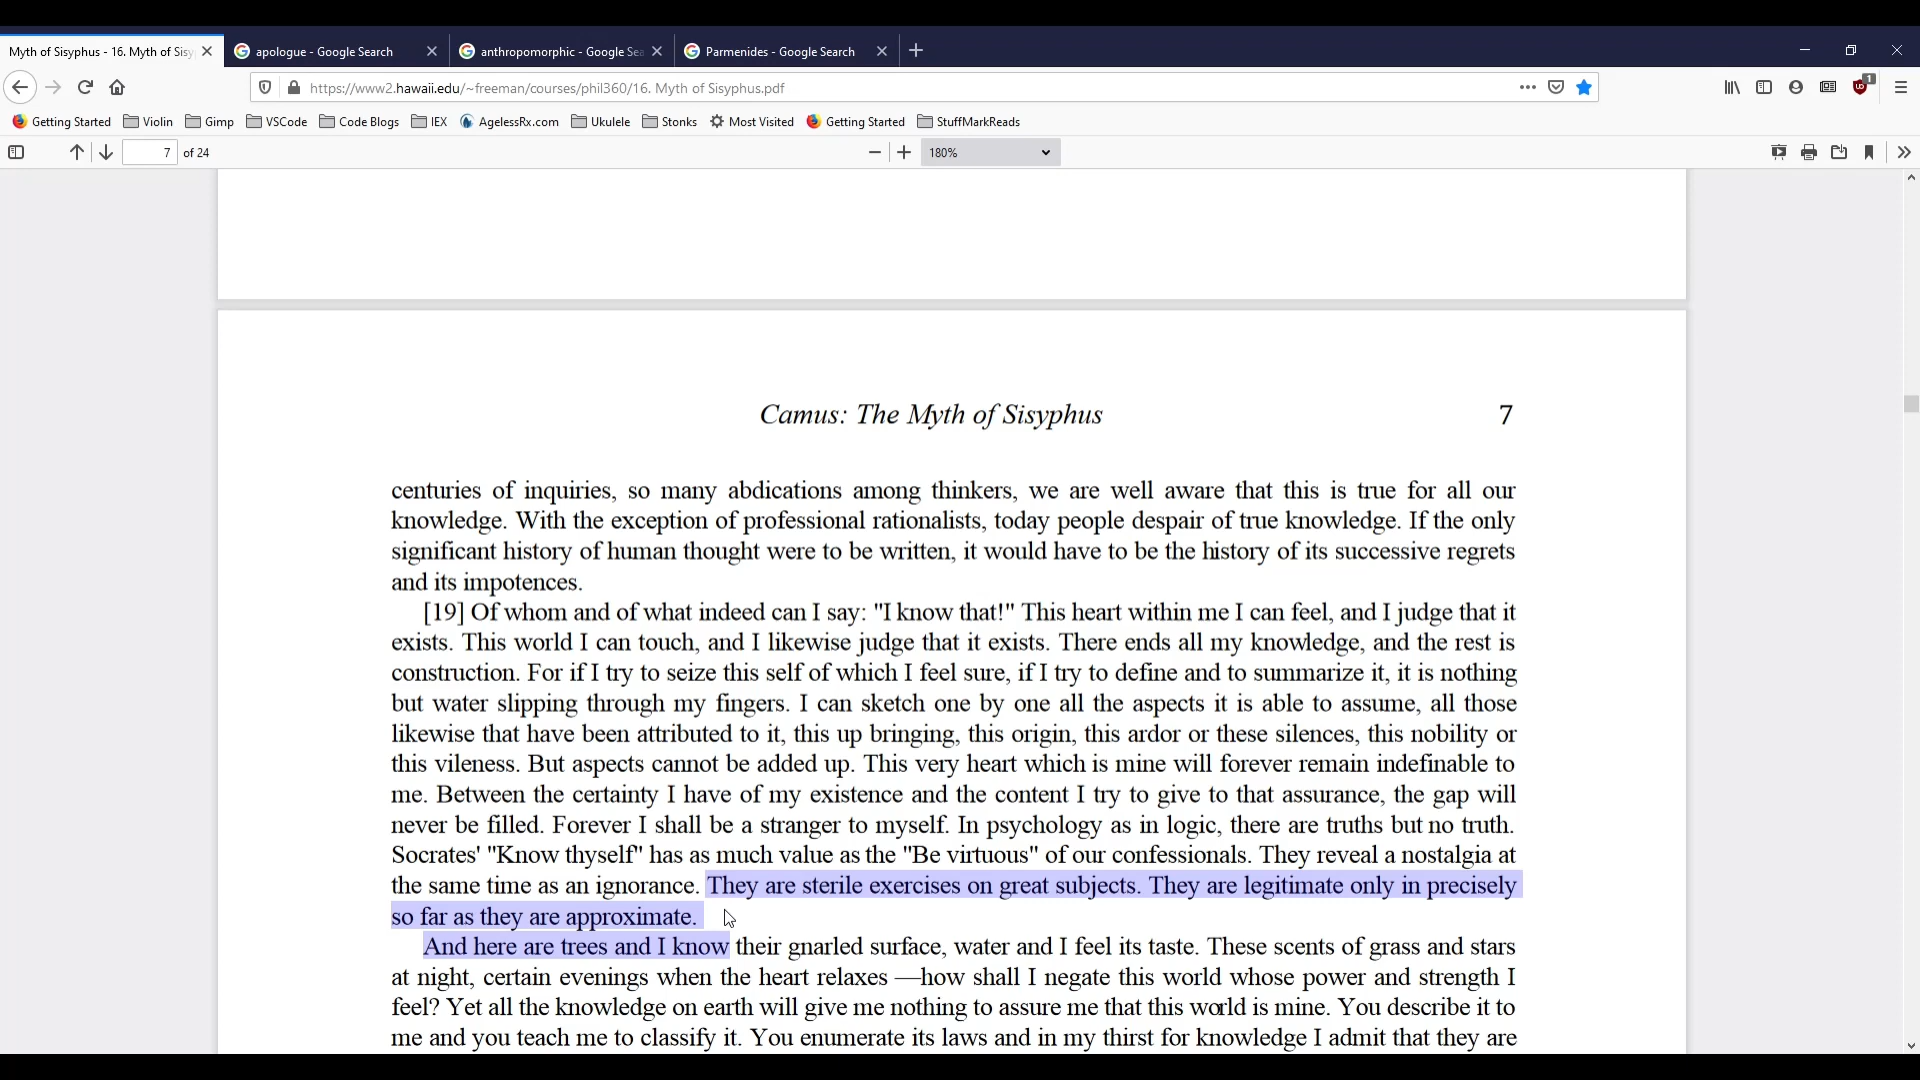 Myth of Sisyphus - 16. Myth of Sisy
apologue - Google Search
anthropomorphic - Google Sea
Parmenides - Google Search
https://www2.hawaii.edu/~freeman/courses/phil360/16. Myth of Sisyphus.pdf
1
Getting Started
Violin
Gimp
VSCode
Code Blogs
IEX
AgelessRx.com
Ukulele
Stonks
Most Visited
Getting Started
StuffMarkReads
7 of 24
180%
Camus: The Myth of Sisyphus 7
centuries of inquiries, so many abdications among thinkers, we are well aware that this is true for all our
knowledge. With the exception of professional rationalists, today people despair of true knowledge. If the only
significant history of human thought were to be written, it would have to be the history of its successive regrets
and its impotences.
[19] Of whom and of what indeed can I say: "I know that!" This heart within me I can feel, and I judge that it
exists. This world I can touch, and I likewise judge that it exists. There ends all my knowledge, and the rest is
construction. For if I try to seize this self of which I feel sure, if I try to define and to summarize it, it is nothing
but water slipping through my fingers. I can sketch one by one all the aspects it is able to assume, all those
likewise that have been attributed to it, this up bringing, this origin, this ardor or these silences, this nobility or
this vileness. But aspects cannot be added up. This very heart which is mine will forever remain indefinable to
me. Between the certainty I have of my existence and the content I try to give to that assurance, the gap will
never be filled. Forever I shall be a stranger to myself. In psychology as in logic, there are truths but no truth.
Socrates' "Know thyself" has as much value as the "Be virtuous" of our confessionals. They reveal a nostalgia at
the same time as an ignorance. They are sterile exercises on great subjects. They are legitimate only in precisely
so far as they are approximate.
And here are trees and I know their gnarled surface, water and I feel its taste. These scents of grass and stars
at night, certain evenings when the heart relaxes —how shall I negate this world whose power and strength I
feel? Yet all the knowledge on earth will give me nothing to assure me that this world is mine. You describe it to
me and you teach me to classify it. You enumerate its laws and in my thirst for knowledge I admit that they are